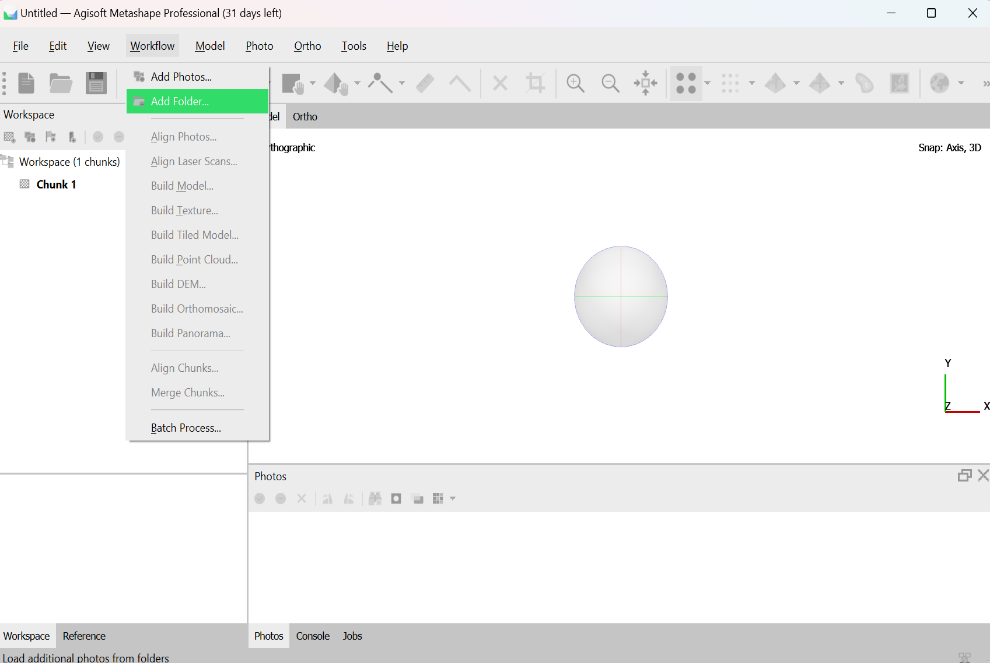 Untitled — Agisoft Metashape Professional (31 days left)
File Edit View Workflow Model Photo Ortho Tools Help
Add Photos...
Add Folder...
Align Photos...
Align Laser Scans...
Build Model...
Build Texture...
Build Tiled Model...
Build Point Cloud...
Build DEM...
Build Orthomosaic...
Build Panorama...
Align Chunks...
Merge Chunks...
Batch Process...
Workspace
Workspace (1 chunks)
Chunk 1
del Ortho
thographic
Snap: Axis, 3D
Y
Z X
Photos
Workspace Reference
Photos Console Jobs
Load additional photos from folders